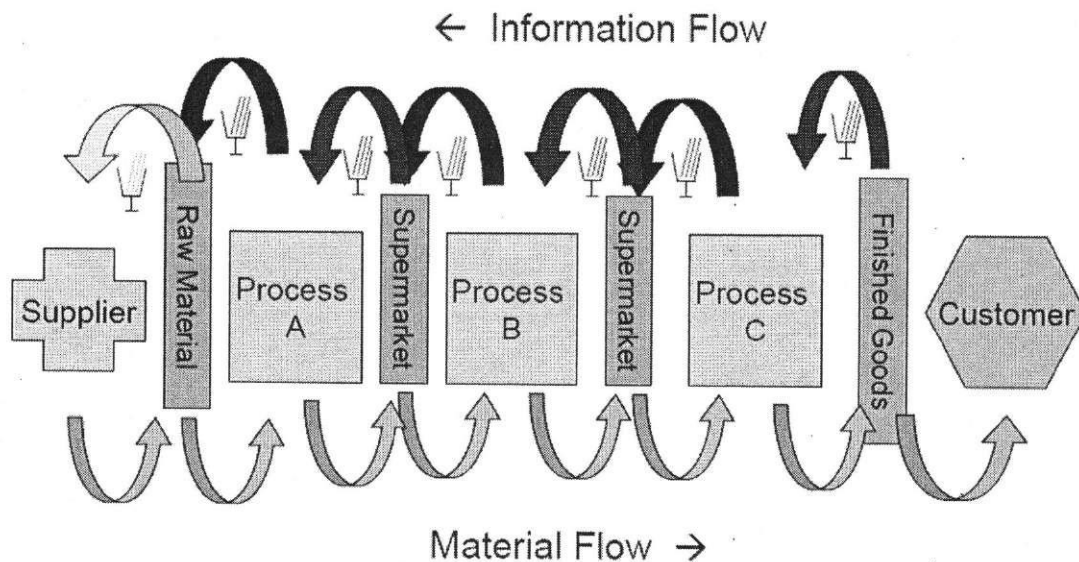 ← Information Flow
Supplier
Raw Material
Process
A
Supermarket
Process
B
Supermarket
Process
C
Finished Goods
Customer
Material Flow →